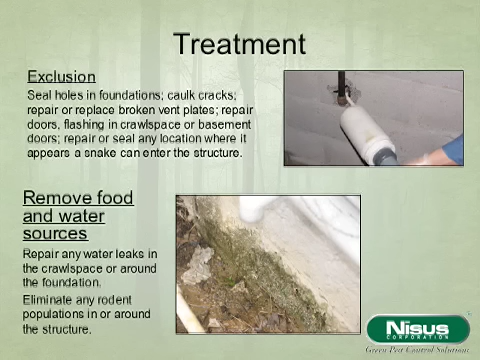 Treatment
Exclusion
Seal holes in foundations; caulk cracks;
repair or replace broken vent plates; repair
doors, flashing in crawlspace or basement
doors; repair or seal any location where it
appears a snake can enter the structure.
Remove food
and water
sources
Repair any water leaks in
the crawlspace or around
the foundation.
Eliminate any rodent
populations in or around
the structure.
Nisus
CORPORATION
Green Pest Control Solutions